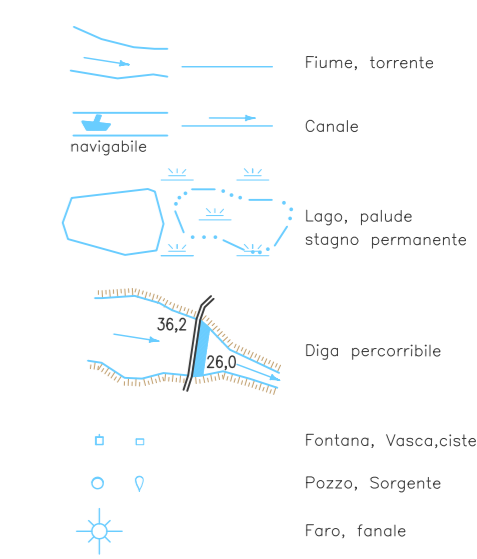 Fiume, torrente
Canale
navigabile
Lago, palude
stagno permanente
36,2
26,0
Diga percorribile
Fontana, Vasca,ciste
Pozzo, Sorgente
Faro, fanale